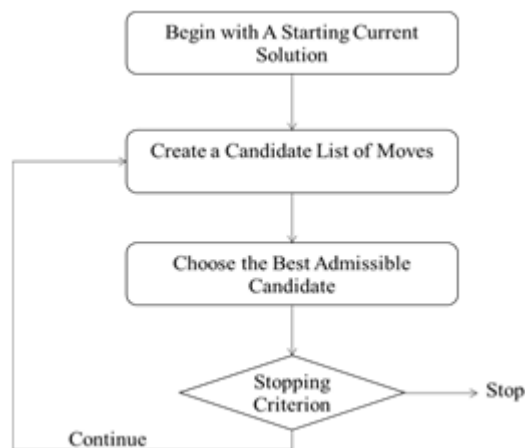 Begin with A Starting Current
Solution
Create a Candidate List of Moves
Choose the Best Admissible
Candidate
Stopping
Criterion
Stop
Continue